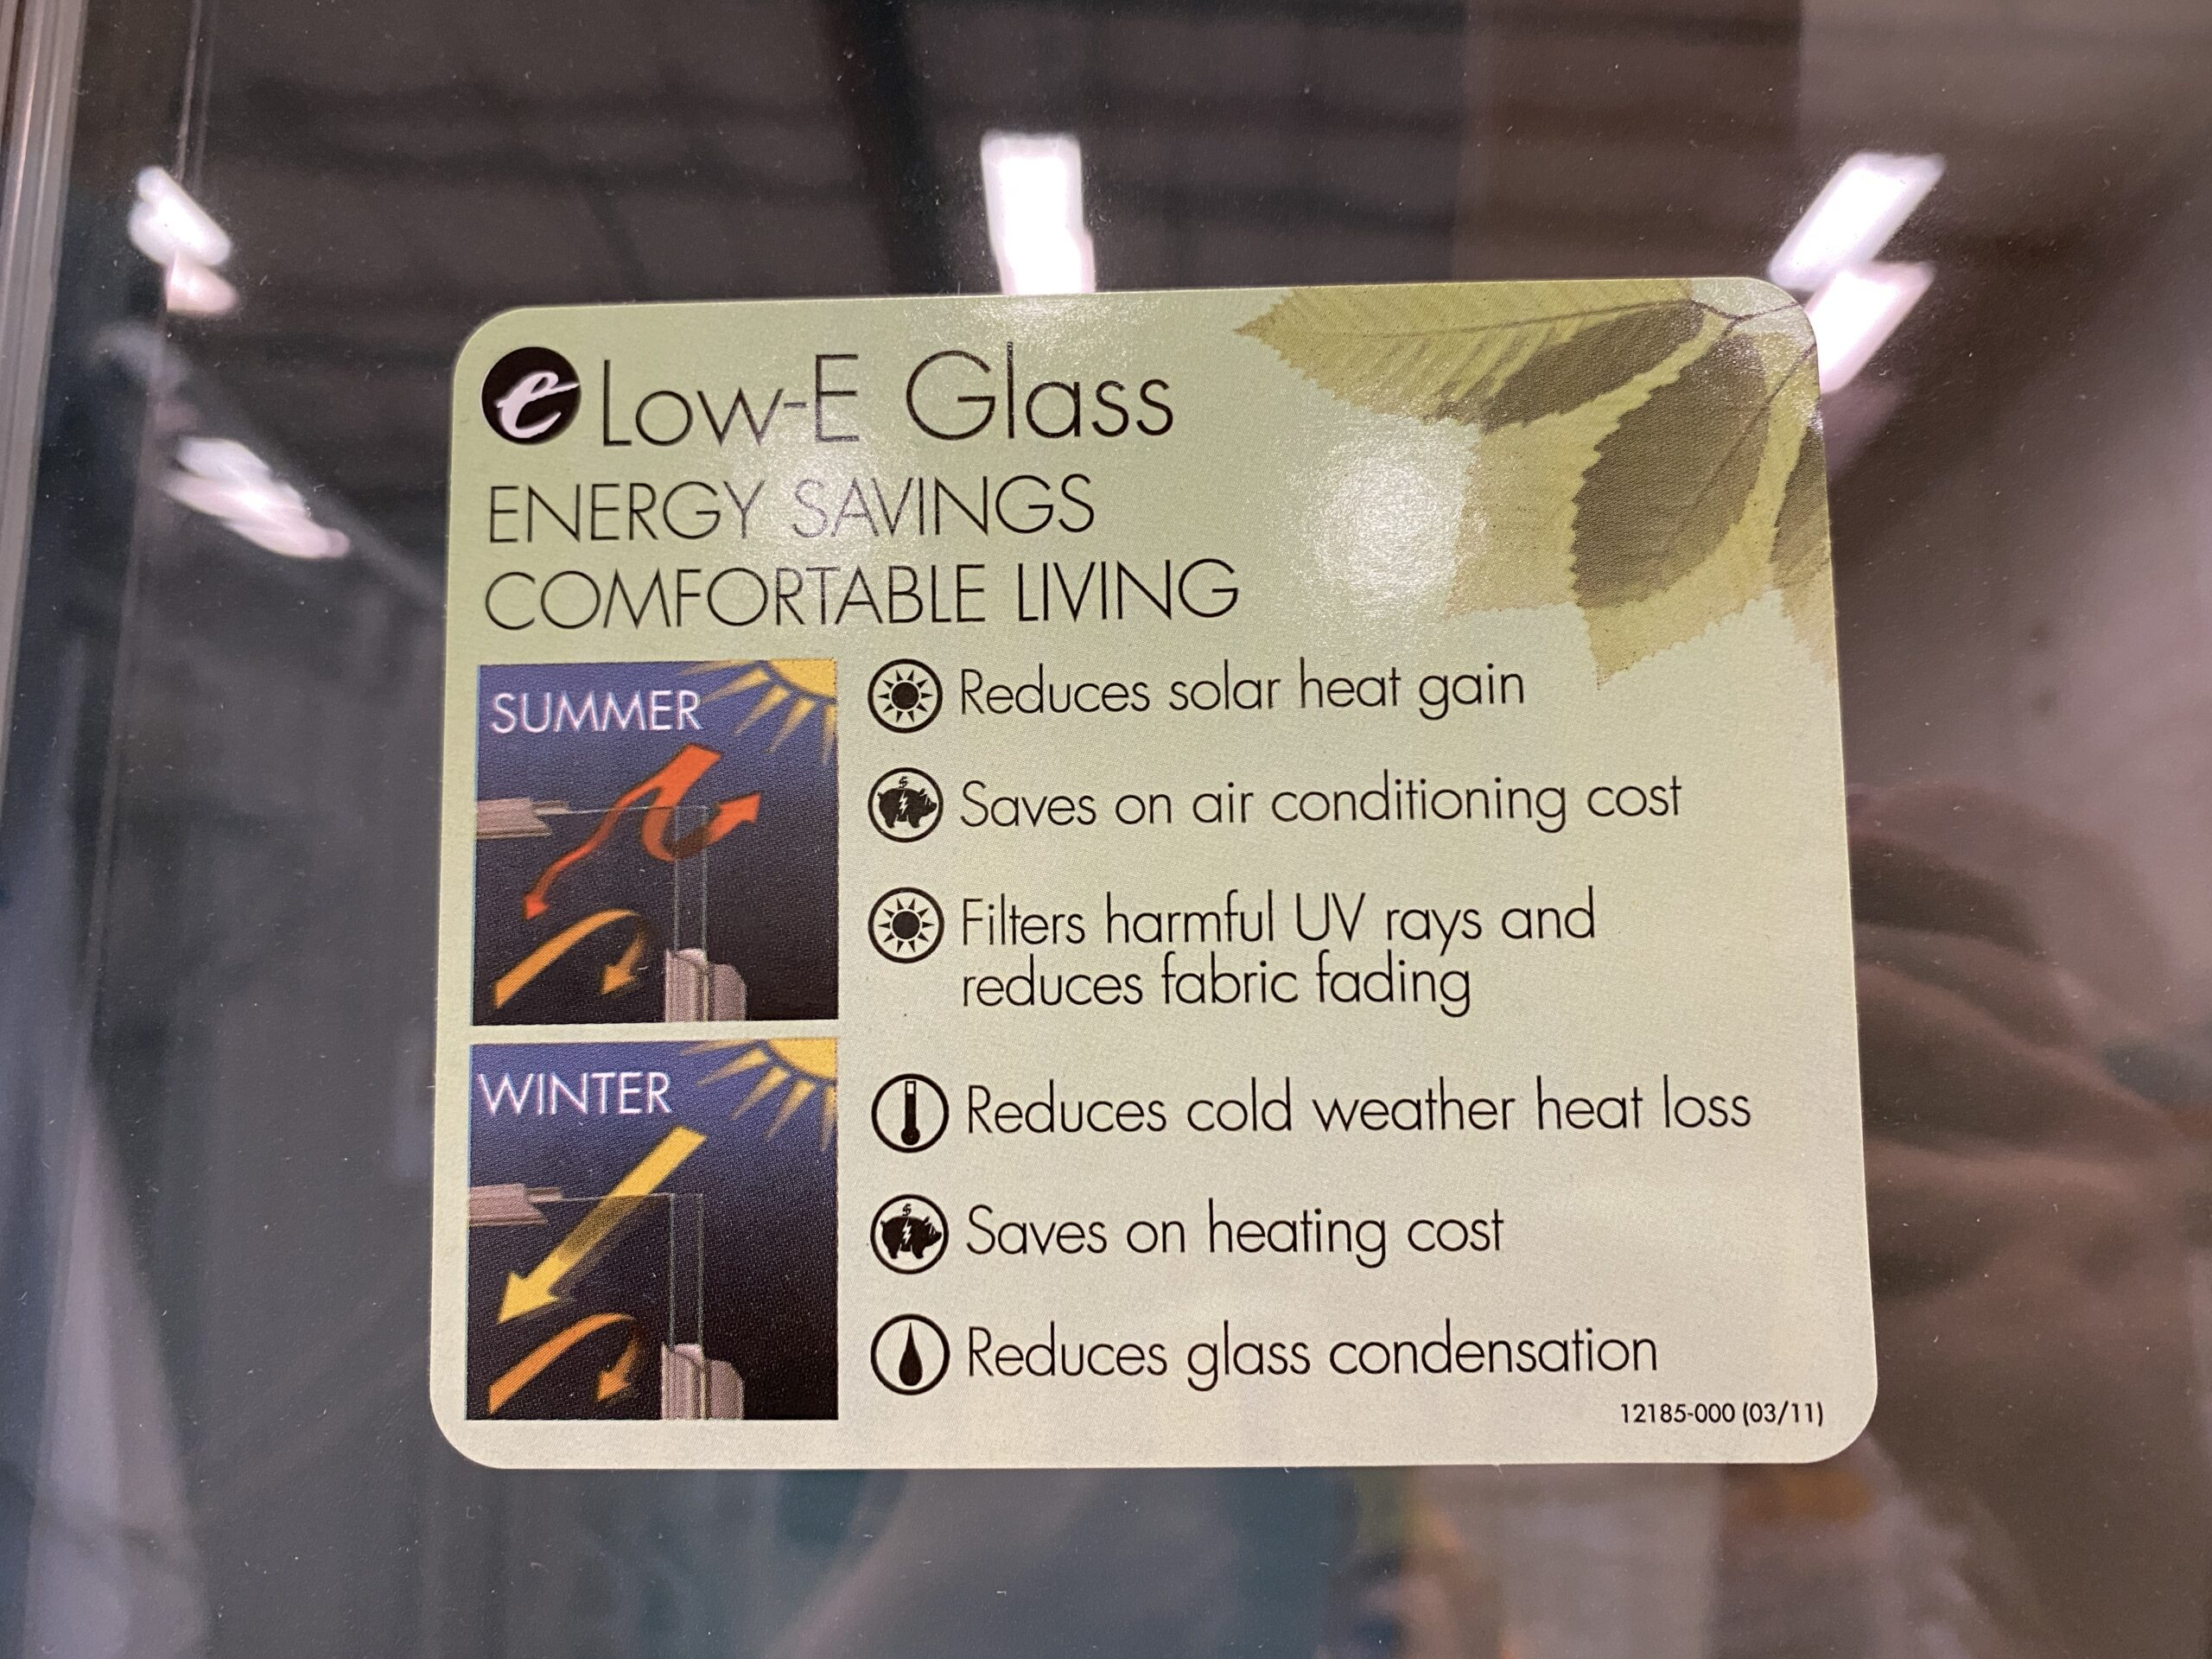 e Low-E Glass
ENERGY SAVINGS
COMFORTABLE LIVING
SUMMER
Reduces solar heat gain
$
Saves on air conditioning cost
Filters harmful UV rays and
reduces fabric fading
WINTER
Reduces cold weather heat loss
$
Saves on heating cost
Reduces glass condensation
12185-000 (03/11)